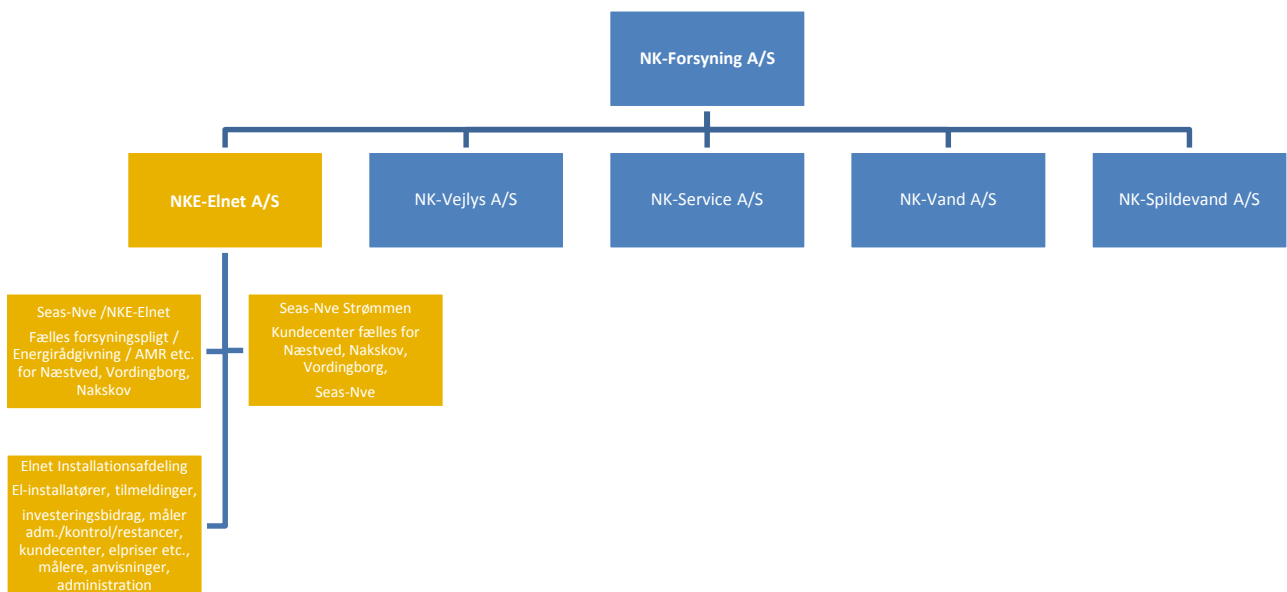 NK-Forsyning A/S
NKE-Elnet A/S
NK-Vejlys A/S
NK-Service A/S
NK-Vand A/S
NK-Spildevand A/S
Seas-Nve /NKE-Elnet
Fælles forsyningspligt /
Energirådgivning / AMR etc.
for Næstved, Vordingborg,
Nakskov
Seas-Nve Strømmen
Kundecenter fælles for
Næstved, Nakskov,
Vordingborg,
Seas-Nve
Elnet Installationsafdeling
El-installatører, tilmeldinger,
investeringsbidrag, måler
adm./kontrol/restancer,
kundecenter, elpriser etc.,
målere, anvisninger,
administration